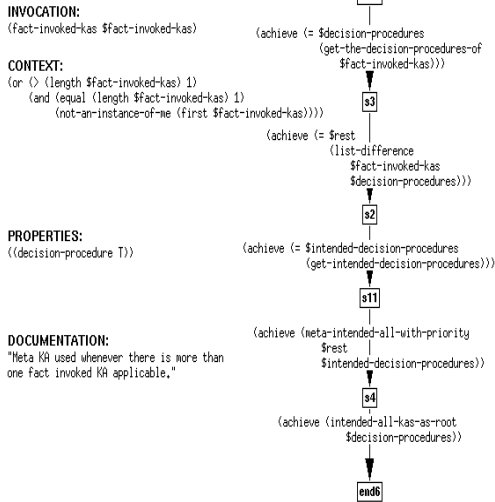 INVOCATION:
(fact-invoked-kas $fact-invoked-kas)
CONTEXT:
(or (> (length $fact-invoked-kas) 1)
(and (equal (length $fact-invoked-kas) 1)
(not-an-instance-of-me (first $fact-invoked-kas))))
PROPERTIES:
((decision-procedure T))
DOCUMENTATION:
"Meta KA used whenever there is more than
one fact invoked KA applicable."
(achieve (= $decision-procedures
(get-the-decision-procedures-of
$fact-invoked-kas)))
s3
(achieve (= $rest
(list-difference
$fact-invoked-kas
$decision-procedures)))
s2
(achieve (= $intended-decision-procedures
(get-intended-decision-procedures)))
s11
(achieve (meta-intended-all-with-priority
$rest
$intended-decision-procedures))
s4
(achieve (intended-all-kas-as-root
$decision-procedures))
end6